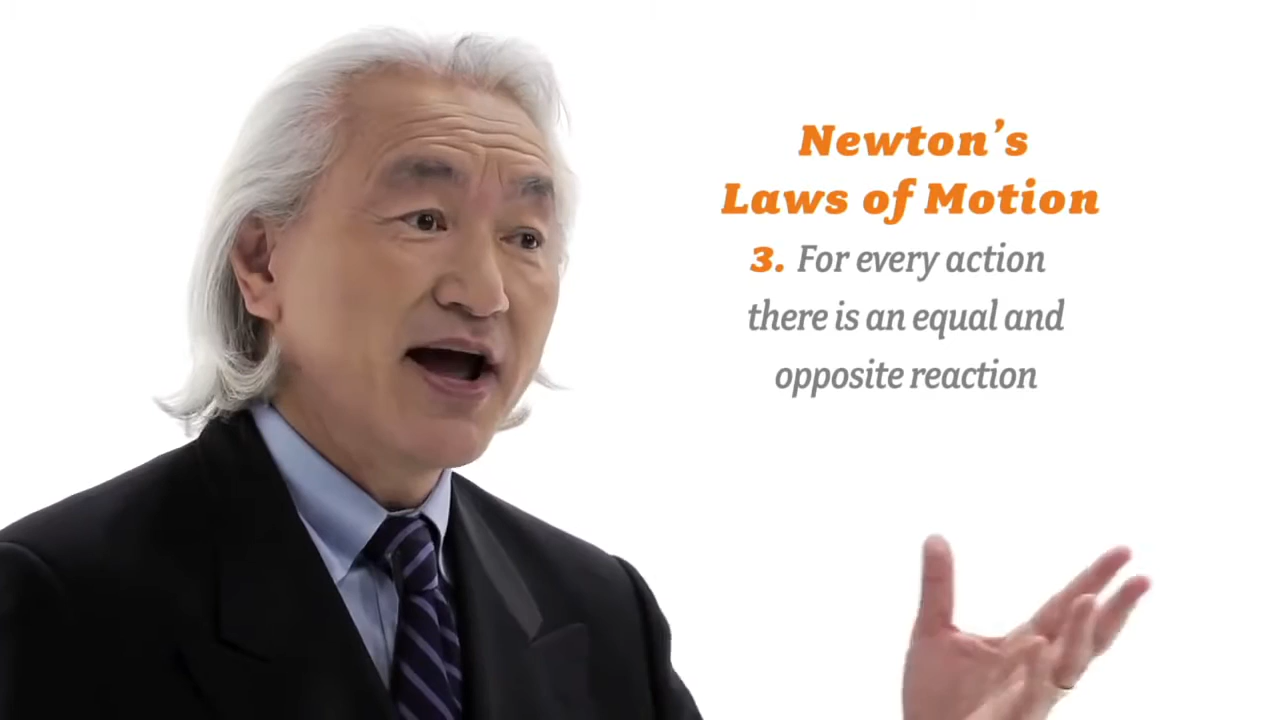 Newton's
Laws of Motion
3. For every action
there is an equal and
opposite reaction